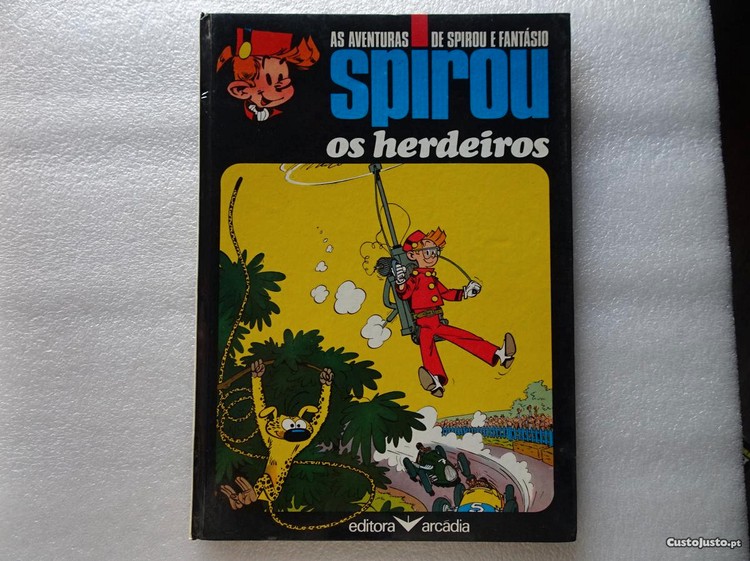 AS AVENTURAS DE SPIROU E FANTÁSIO
spirou
os herdeiros
S
editora arcádia
CustoJusto.pt